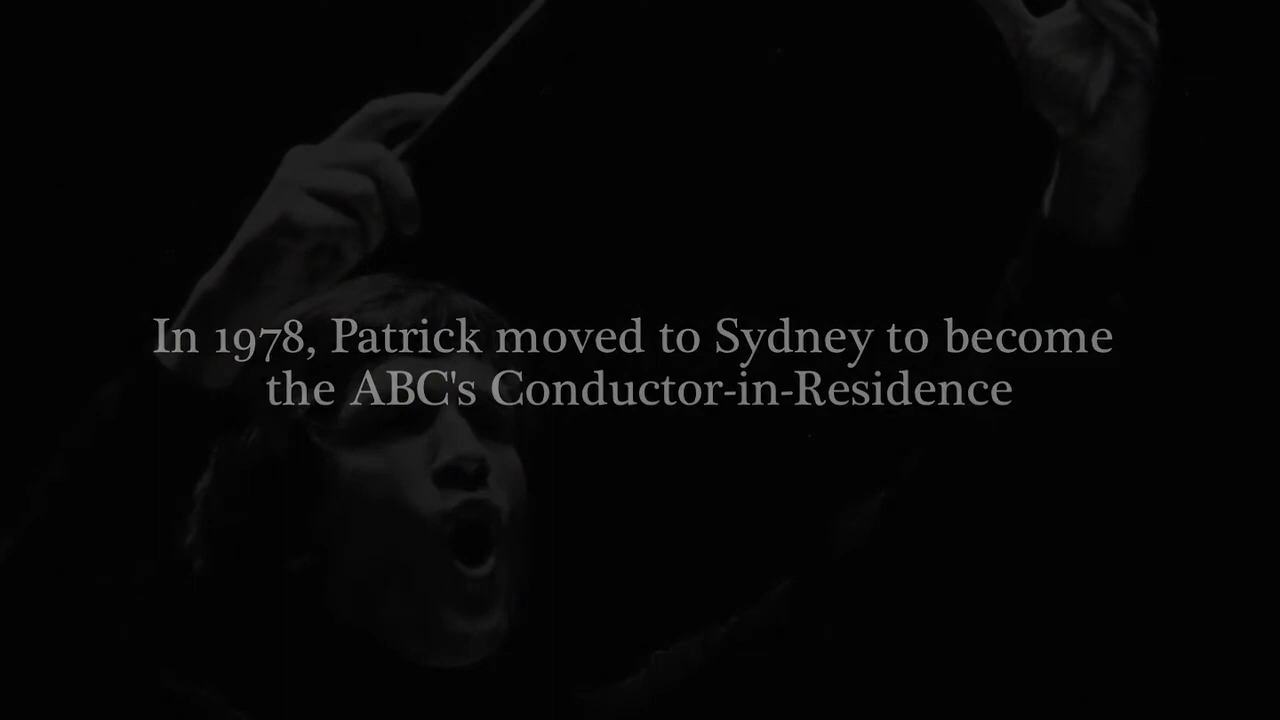 In 1978, Patrick moved to Sydney to become
the ABC's Conductor-in-Residence